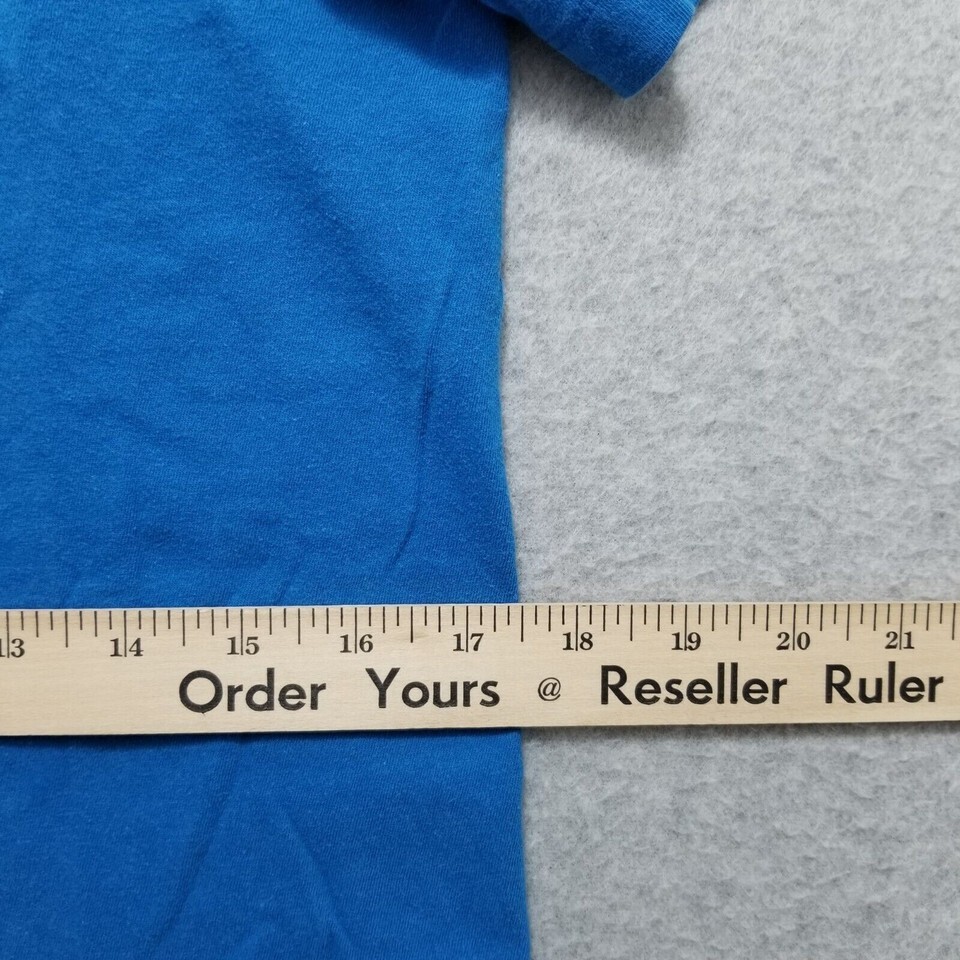 13 14 15 16 17 18 19 20 21
Order Yours @ Reseller Ruler